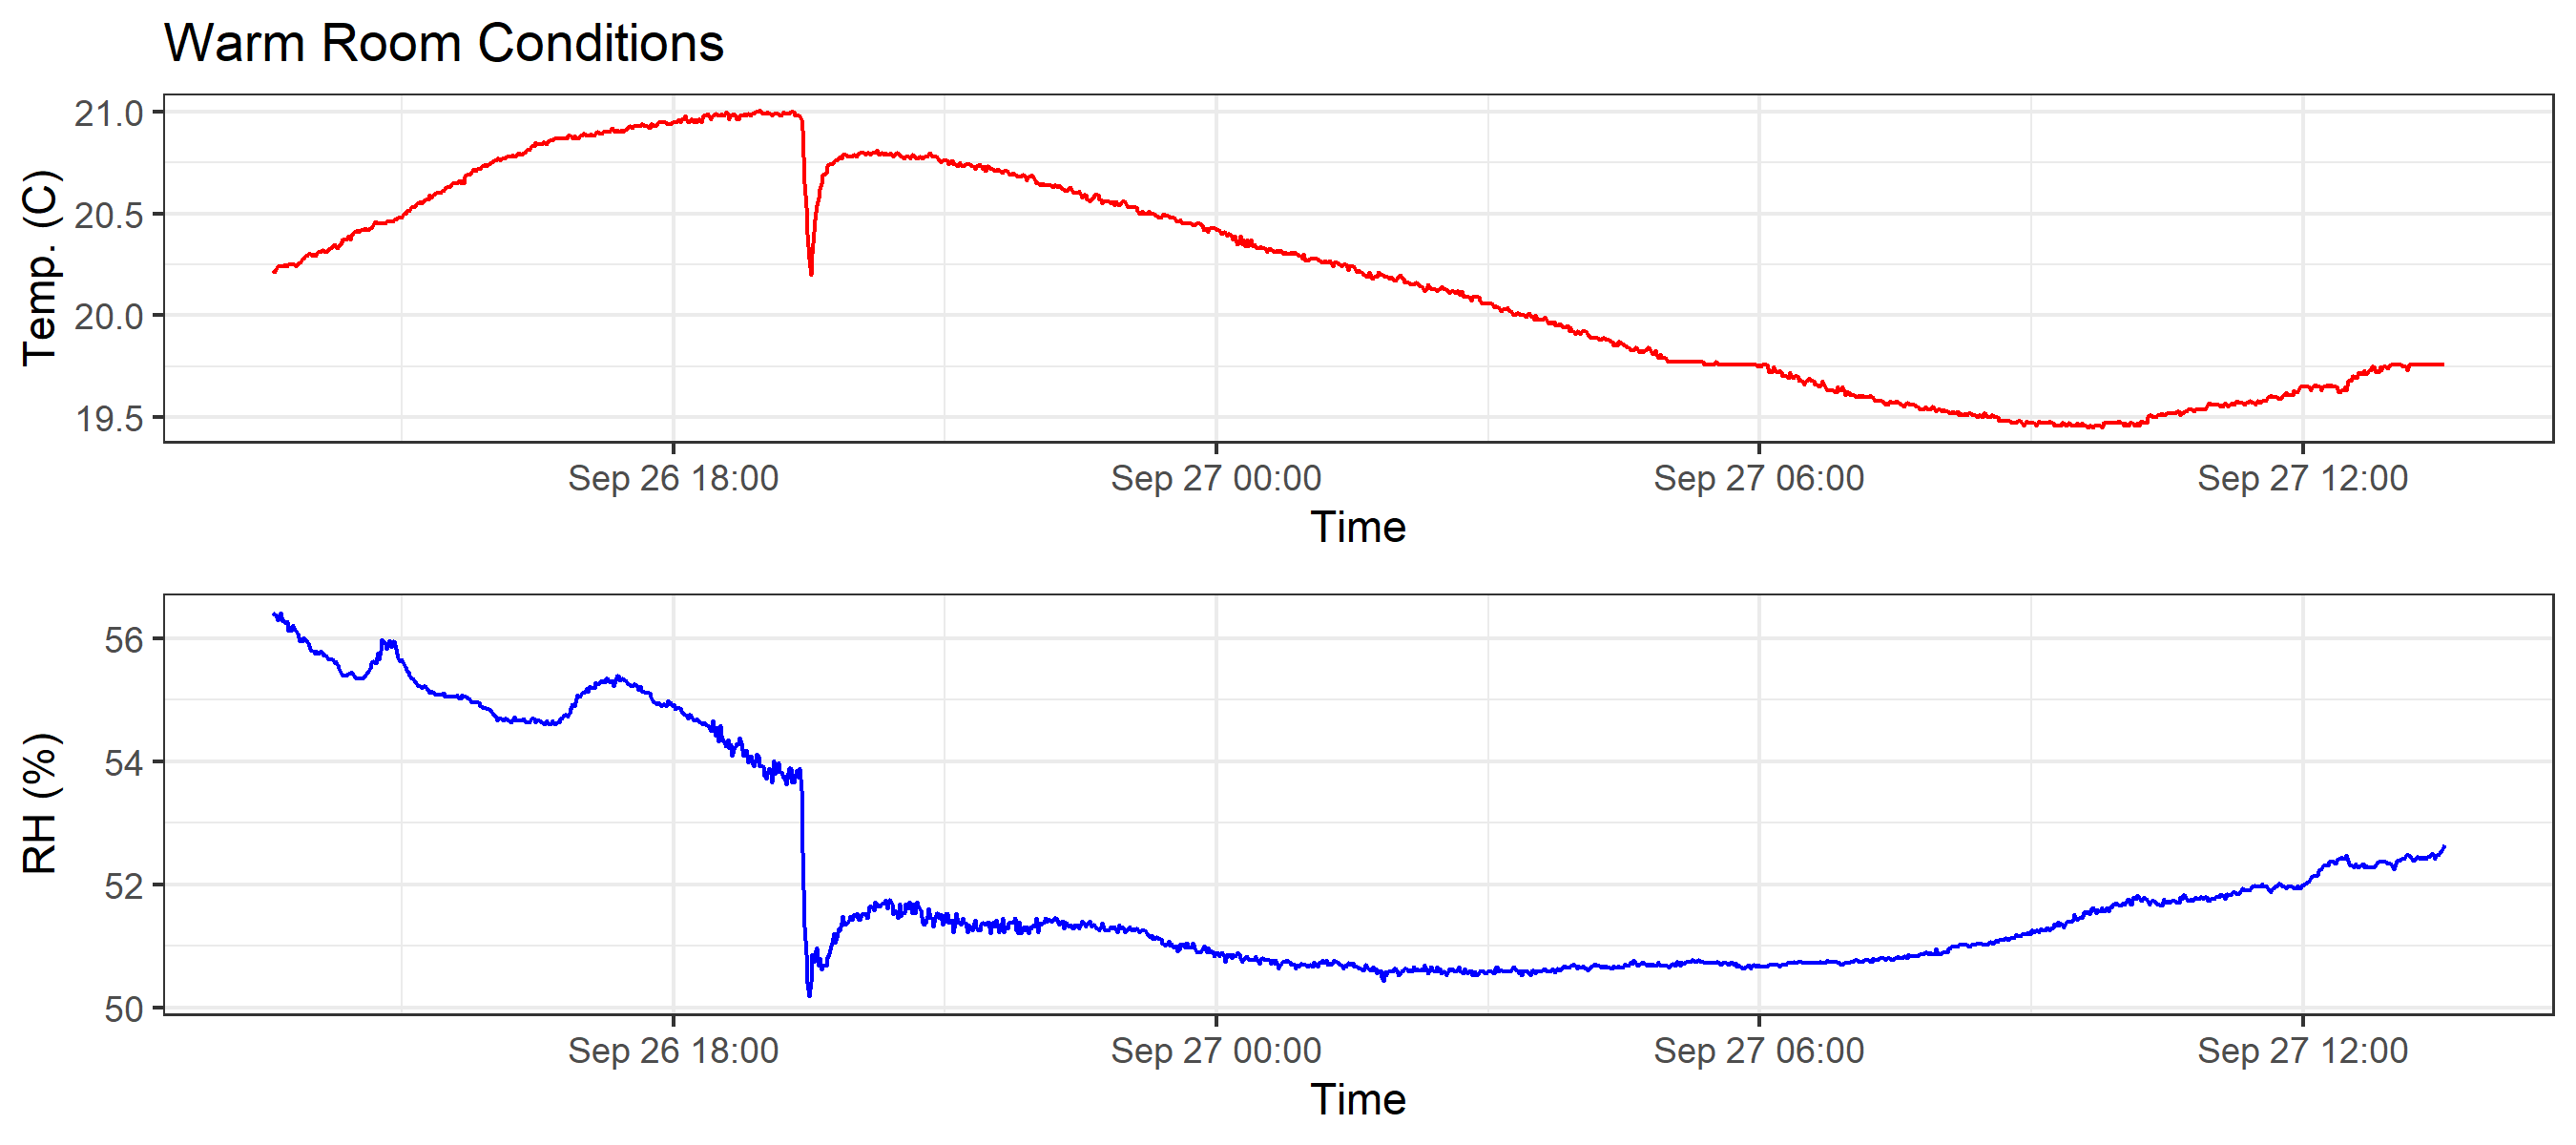 Warm Room Conditions
Temp. (C)
21.0
20.5
20.0
19.5
Sep 26 18:00 Sep 27 00:00 Sep 27 06:00 Sep 27 12:00
Time
RH (%)
56
54
52
50
Sep 26 18:00 Sep 27 00:00 Sep 27 06:00 Sep 27 12:00
Time